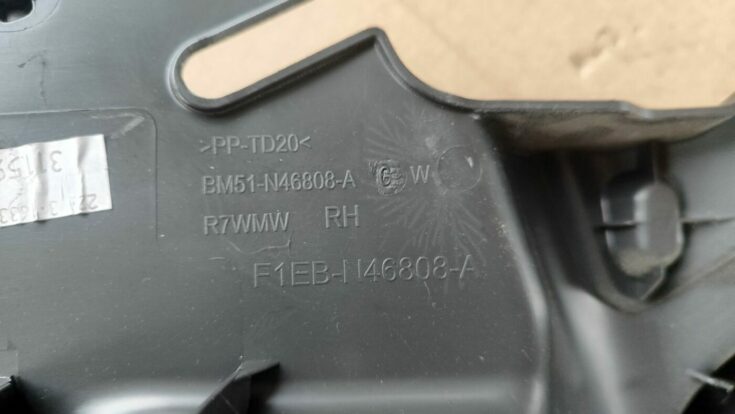 >PP-TD20<
BM51-N46808-A G W
R7WMW RH
F1EB-N46808-A